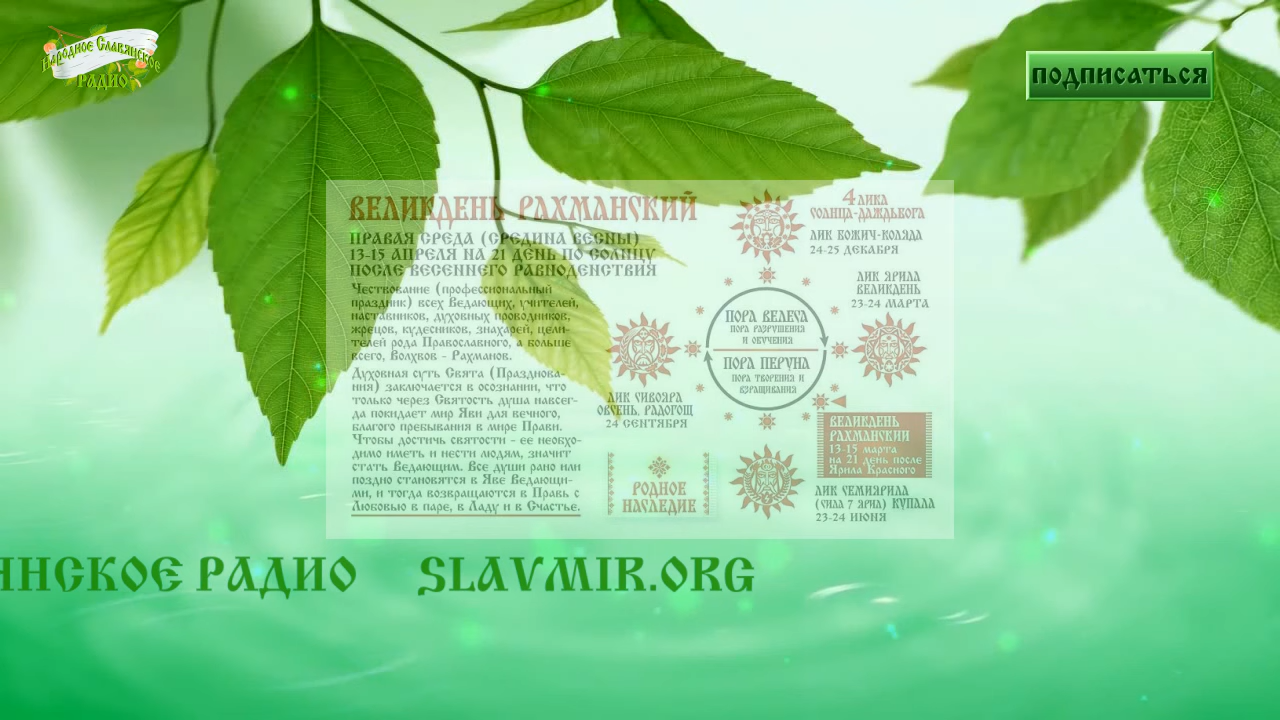 Народное Славянское
РАДИО
ПОДПИСАТЬСЯ
ВЕЛИКДЕНЬ РАХМАНСКИЙ
ПРАВАЯ СРЕДА (СРЕДИНА ВЕСНЫ)
13-15 АПРЕЛЯ НА 21 ДЕНЬ ПО СОЛНЦУ
ПОСЛЕ ВЕСЕННЕГО РАВНОДЕНСТВИЯ
Чествование (профессиональный
праздник) всех Ведающих, учителей,
наставников, духовных проводников,
жрецов, кудесников, знахарей, цели-
телей рода Православного, а больше
всего, Волхвов - Рахманов.
Духовная суть Свята (Празднова-
ния) заключается в осознании, что
только через Святость душа навсег-
да покидает мир Яви для вечного,
благого пребывания в мире Прави.
Чтобы достичь святости - ее необхо-
димо иметь и нести людям, значит
стать Ведающим. Все души рано или
поздно становятся в Яве Ведающи-
ми, и тогда возвращаются в Правь с
Любовью в паре, в Ладу и в Счастье.
4 ЛИКА
СОЛНЦА-ДАЖДЬБОГА
ЛИК БОЖИЧ-КОЛЯДА
24-25 ДЕКАБРЯ
ЛИК ЯРИЛА
ВЕЛИКДЕНЬ
23-24 МАРТА
ПОРА ВЕЛЕСА
ПОРА РАЗРУШЕНИЯ
И ОБУЧЕНИЯ
ПОРА ПЕРУНА
ПОРА ТВОРЕНИЯ И
ВЗРАЩИВАНИЯ
ЛИК СИВОЯРА
ОВСЕНЬ, РАДОГОЩ
24 СЕНТЯБРЯ
ВЕЛИКДЕНЬ
РАХМАНСКИЙ
13-15 марта
на 21 день после
Ярила Красного
РОДНОЕ
НАСЛЕДИЕ
ЛИК СЕМИЯРИЛА
(СИЛА 7 ЯРИЛ) КУПАЛА
23-24 ИЮНЯ
ЯНСКОЕ РАДИО SLAVMIR.ORG